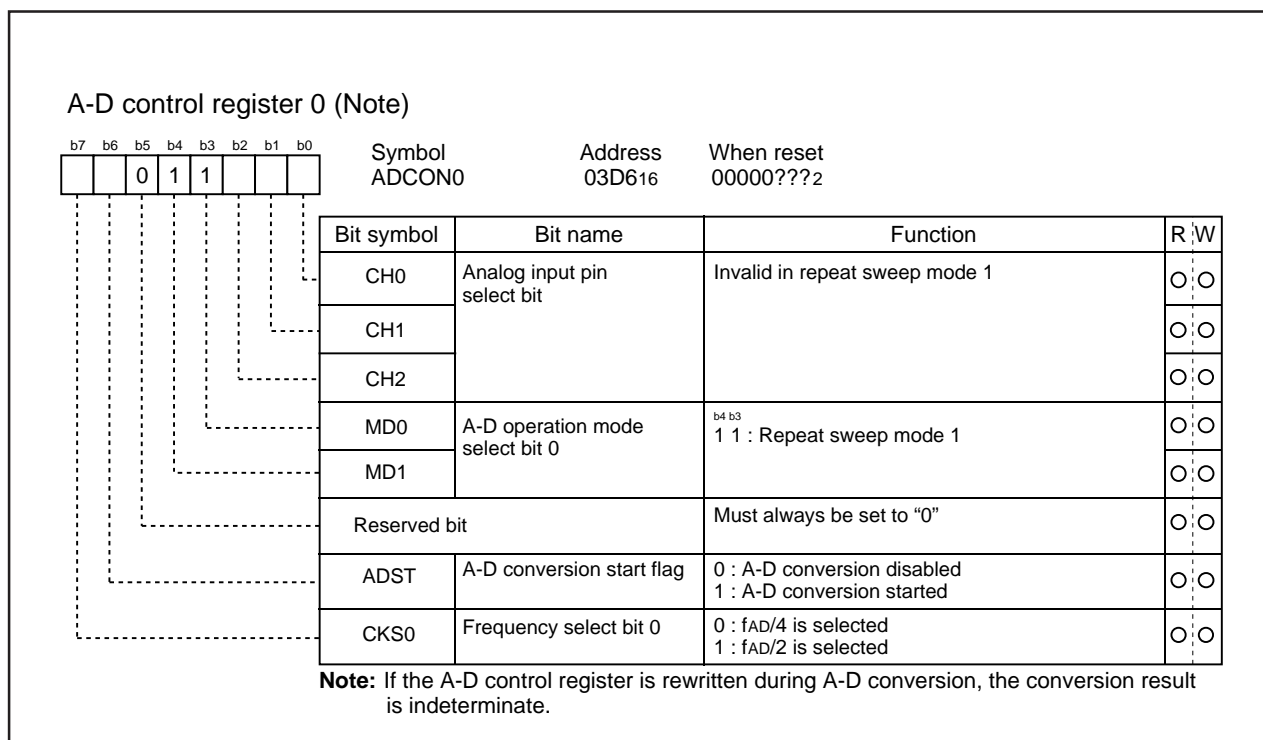 A-D control register 0 (Note)
b7 b6 b5 b4 b3 b2 b1 b0
0 1 1
Symbol Address When reset
ADCON0 03D616 00000???2
Bit symbol Bit name Function R W
CH0 Analog input pin select bit Invalid in repeat sweep mode 1 O O
CH1 O O
CH2 O O
MD0 A-D operation mode select bit 0 b4 b3
1 1 : Repeat sweep mode 1 O O
MD1 O O
Reserved bit Must always be set to “0” O O
ADST A-D conversion start flag 0 : A-D conversion disabled
1 : A-D conversion started O O
CKS0 Frequency select bit 0 0 : fAD/4 is selected
1 : fAD/2 is selected O O
Note: If the A-D control register is rewritten during A-D conversion, the conversion result
is indeterminate.